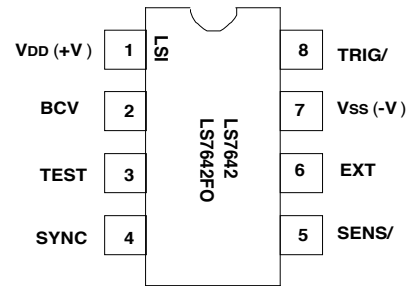 VDD (+V) 1 LSI 8 TRIG/
BCV 2 7 VSS (-V)
LS7642
LS7642FO
TEST 3 6 EXT
SYNC 4 5 SENS/